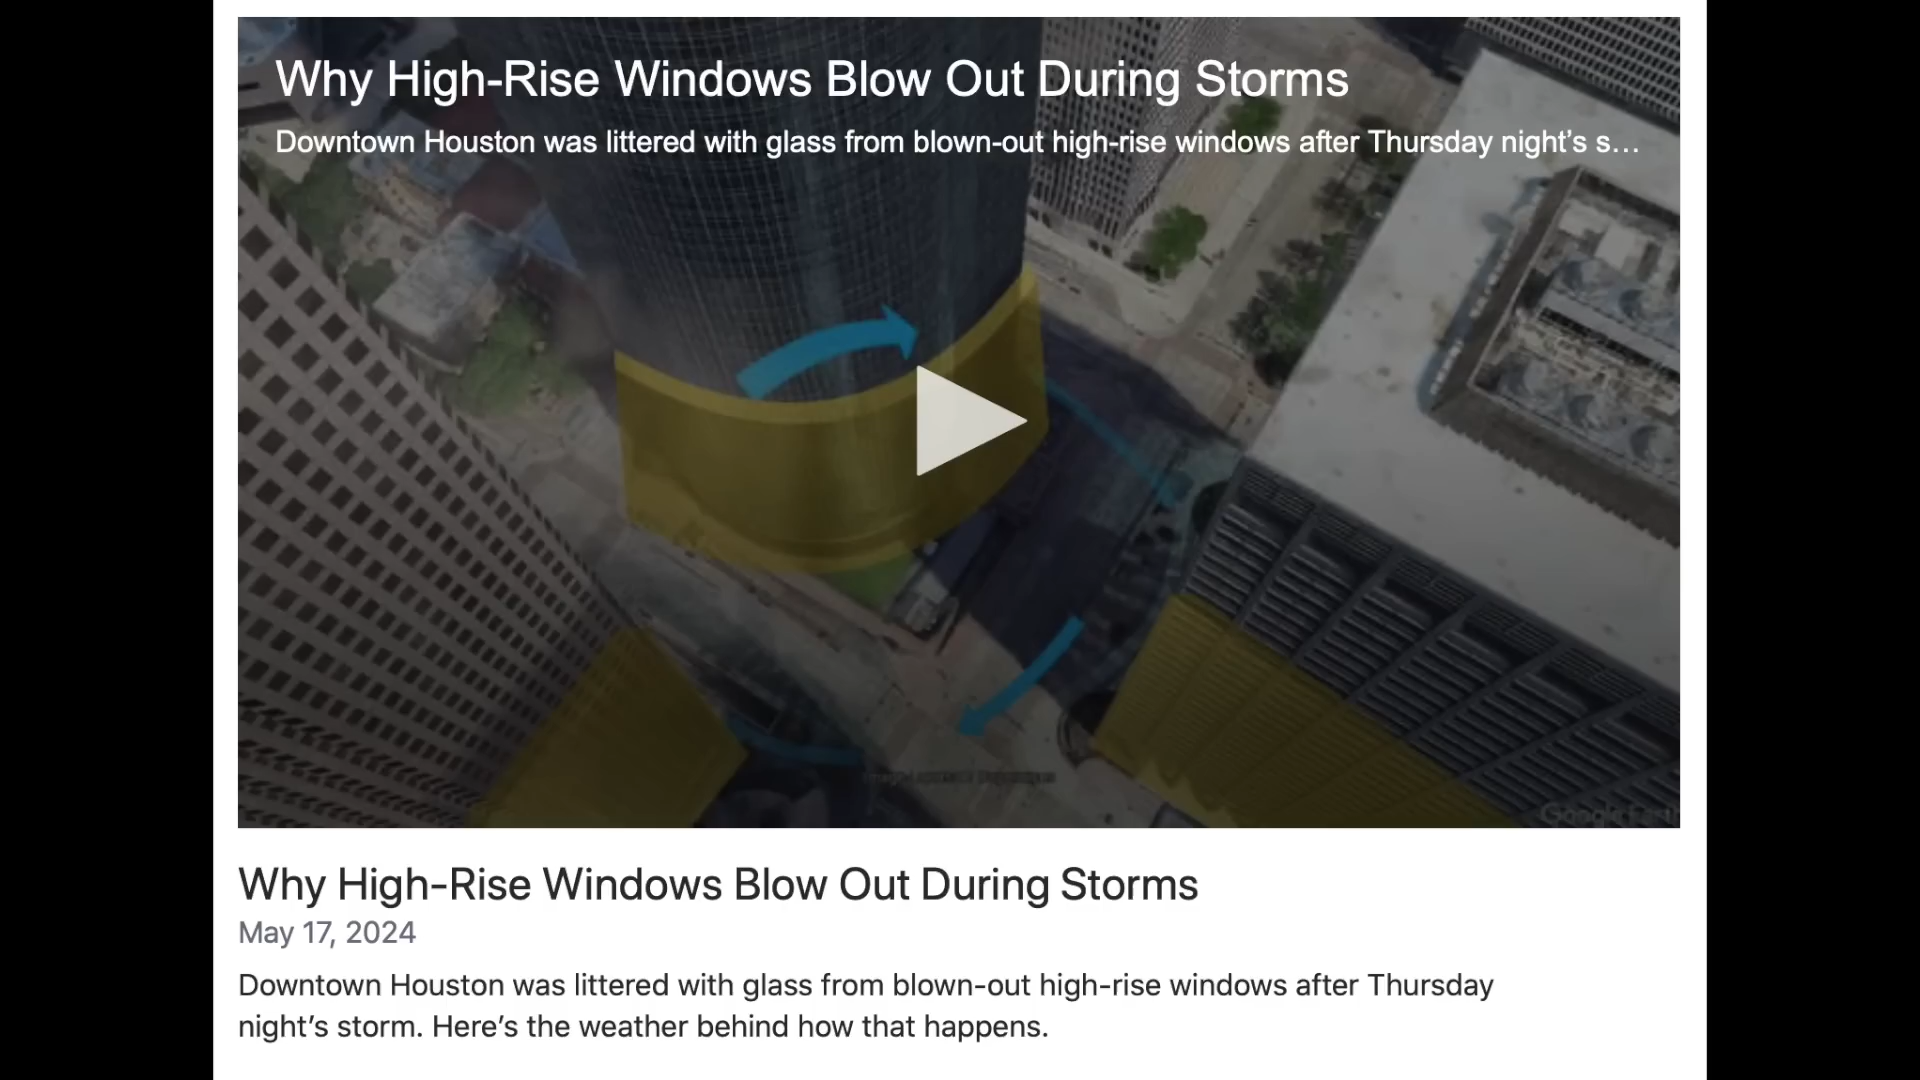 Why High-Rise Windows Blow Out During Storms
Downtown Houston was littered with glass from blown-out high-rise windows after Thursday night’s s…
Google Earth
Why High-Rise Windows Blow Out During Storms
May 17, 2024
Downtown Houston was littered with glass from blown-out high-rise windows after Thursday
night’s storm. Here’s the weather behind how that happens.